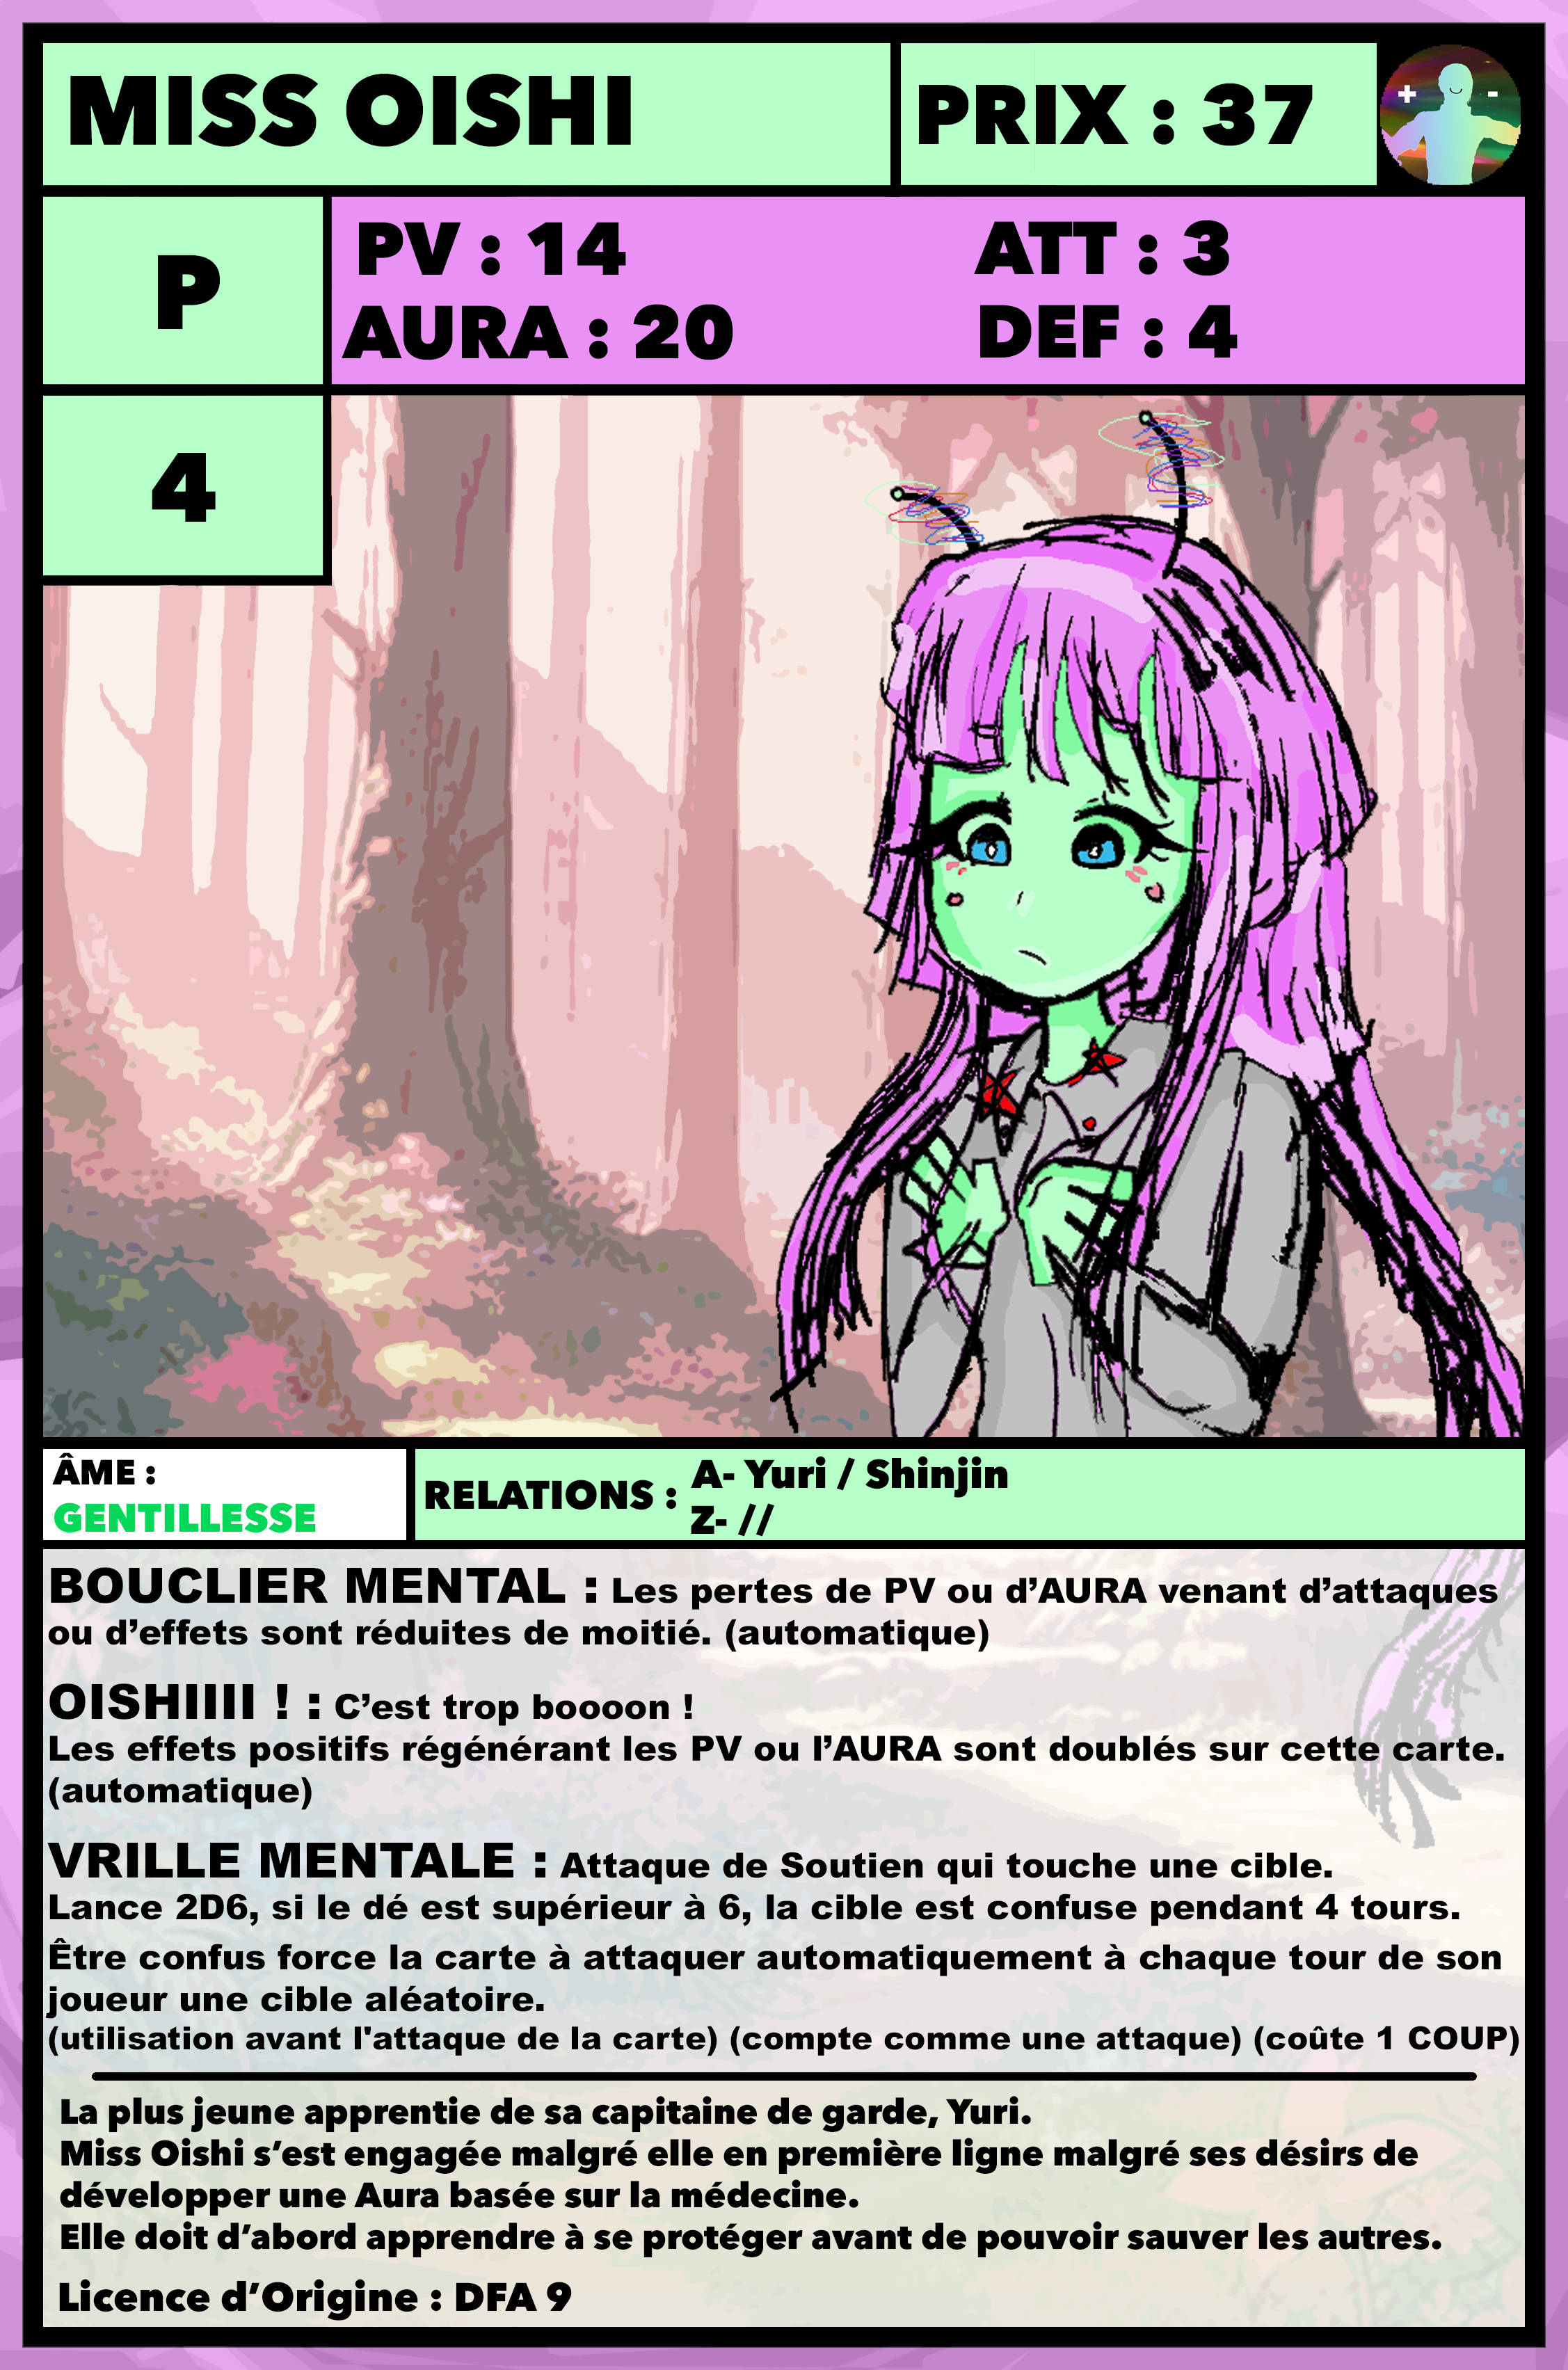 MISS OISHI
PRIX : 37
+ -
P
PV : 14
ATT : 3
AURA : 20
DEF : 4
4
ÂME :
GENTILLESSE
RELATIONS :
A- Yuri / Shinjin
Z- //
BOUCLIER MENTAL : Les pertes de PV ou d’AURA venant d’attaques
ou d’effets sont réduites de moitié. (automatique)
OISHIIII ! : C’est trop boooon !
Les effets positifs régénérant les PV ou l’AURA sont doublés sur cette carte.
(automatique)
VRILLE MENTALE : Attaque de Soutien qui touche une cible.
Lance 2D6, si le dé est supérieur à 6, la cible est confuse pendant 4 tours.
Être confus force la carte à attaquer automatiquement à chaque tour de son
joueur une cible aléatoire.
(utilisation avant l'attaque de la carte) (compte comme une attaque) (coûte 1 COUP)
La plus jeune apprentie de sa capitaine de garde, Yuri.
Miss Oishi s’est engagée malgré elle en première ligne malgré ses désirs de
développer une Aura basée sur la médecine.
Elle doit d’abord apprendre à se protéger avant de pouvoir sauver les autres.
Licence d’Origine : DFA 9